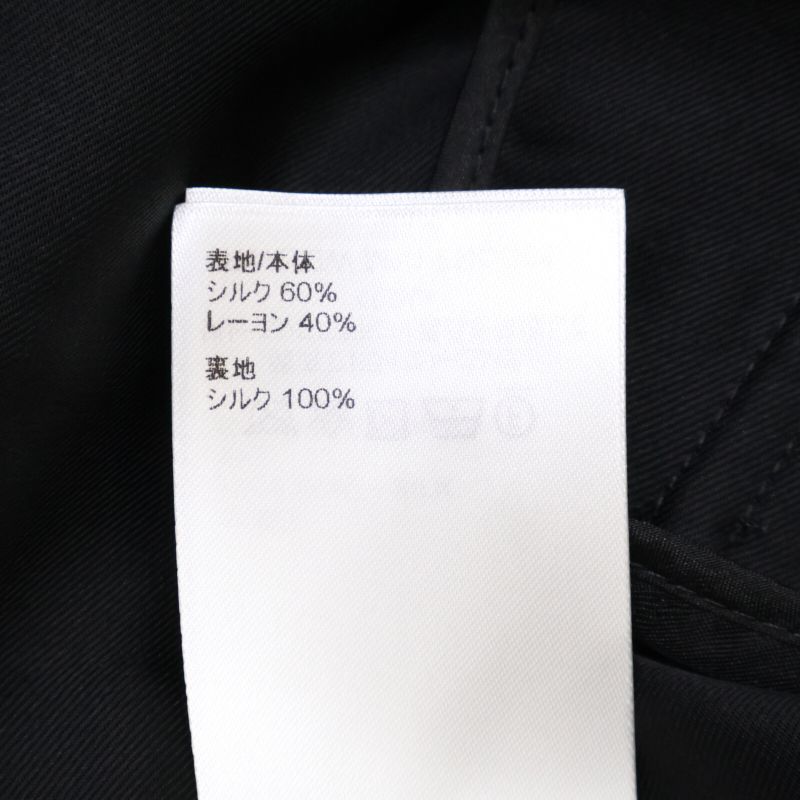 表地/本体
シルク 60%
レーヨン 40%
裏地
シルク 100%